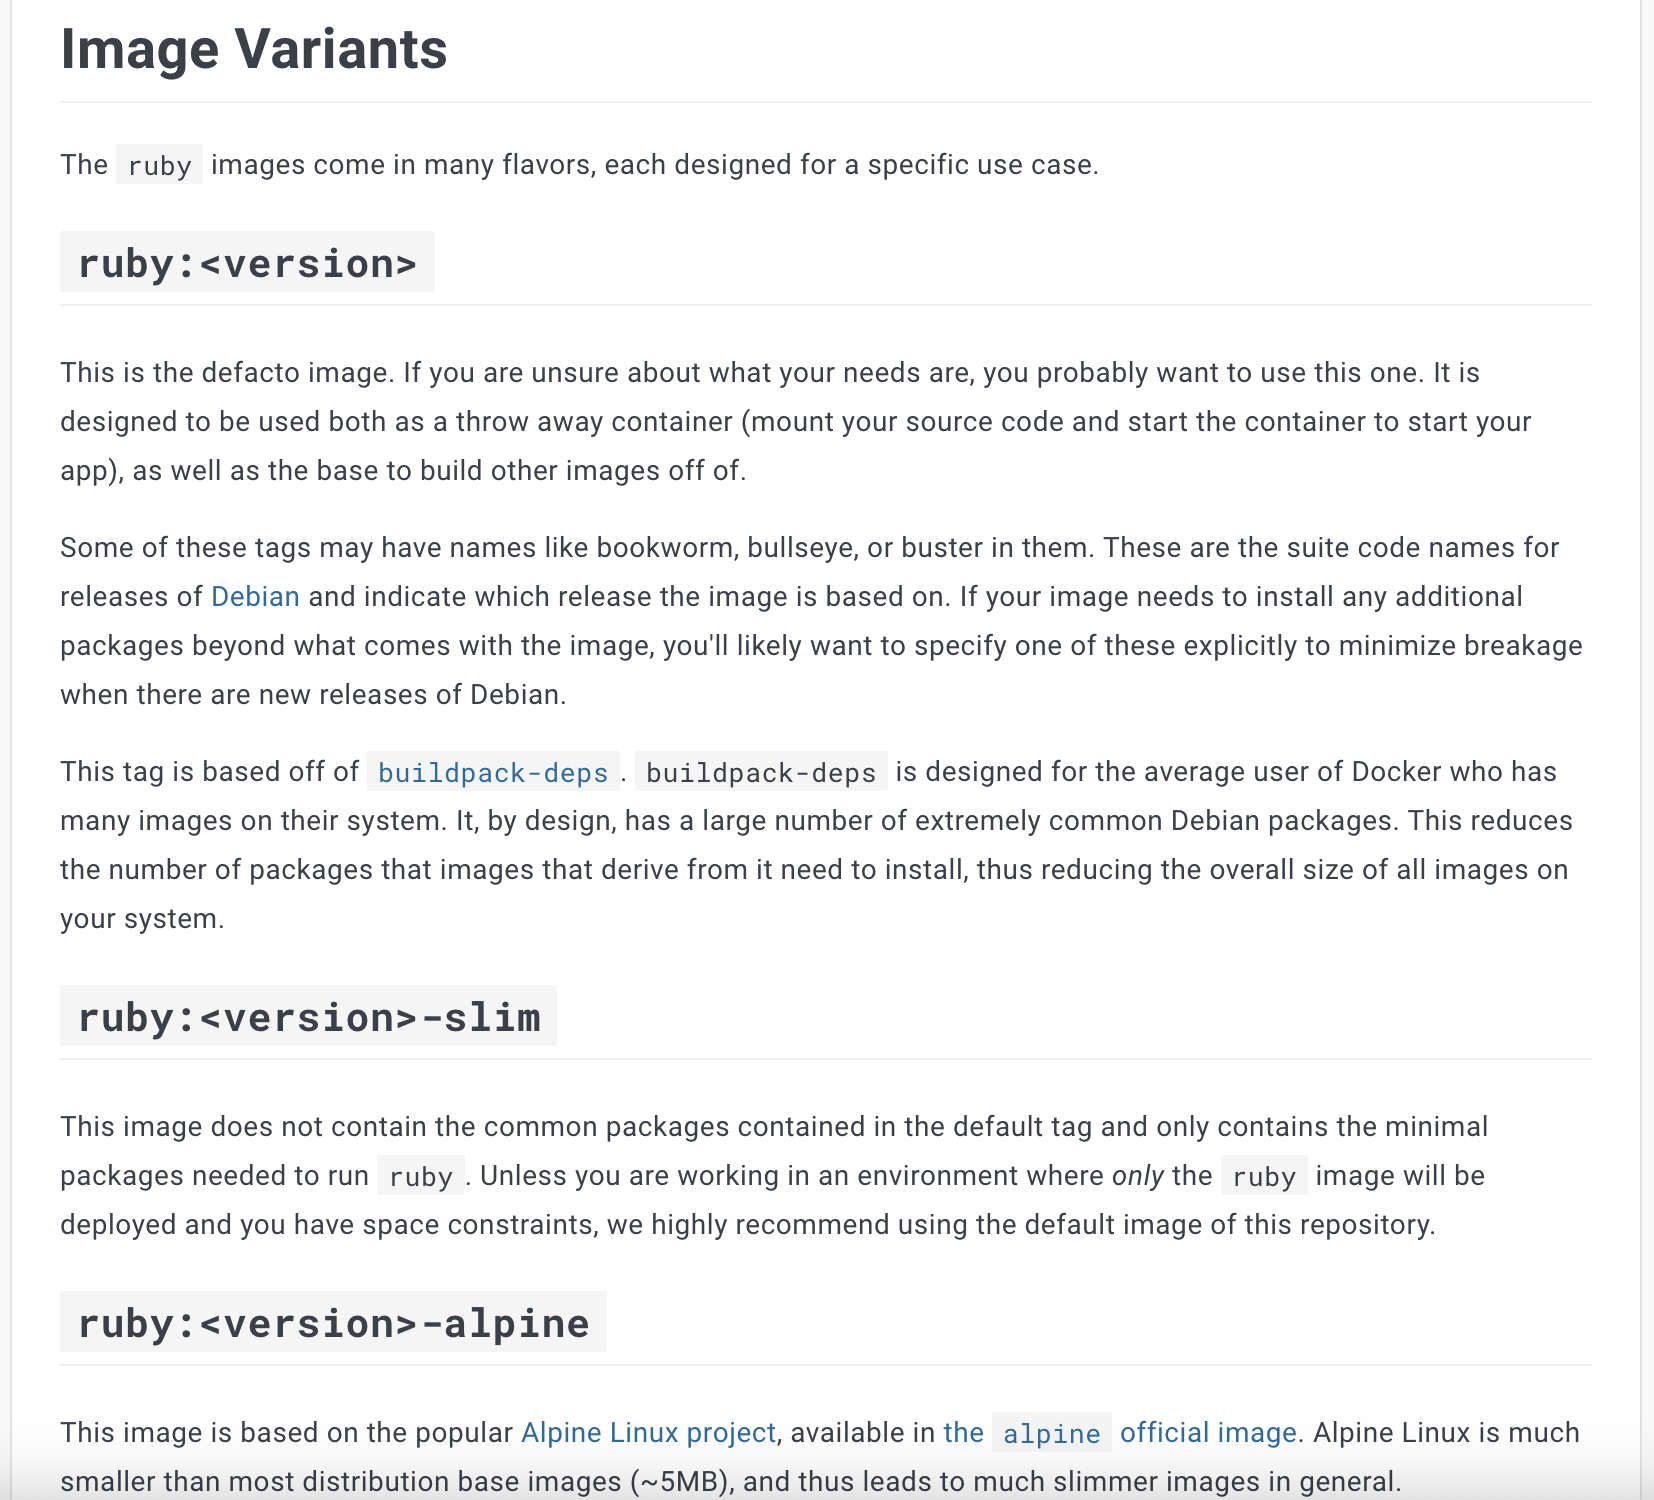 Image Variants
The ruby images come in many flavors, each designed for a specific use case.
ruby:<version>
This is the defacto image. If you are unsure about what your needs are, you probably want to use this one. It is
designed to be used both as a throw away container (mount your source code and start the container to start your
app), as well as the base to build other images off of.
Some of these tags may have names like bookworm, bullseye, or buster in them. These are the suite code names for
releases of Debian and indicate which release the image is based on. If your image needs to install any additional
packages beyond what comes with the image, you'll likely want to specify one of these explicitly to minimize breakage
when there are new releases of Debian.
This tag is based off of buildpack-deps. buildpack-deps is designed for the average user of Docker who has
many images on their system. It, by design, has a large number of extremely common Debian packages. This reduces
the number of packages that images that derive from it need to install, thus reducing the overall size of all images on
your system.
ruby:<version>-slim
This image does not contain the common packages contained in the default tag and only contains the minimal
packages needed to run ruby. Unless you are working in an environment where only the ruby image will be
deployed and you have space constraints, we highly recommend using the default image of this repository.
ruby:<version>-alpine
This image is based on the popular Alpine Linux project, available in the alpine official image. Alpine Linux is much
smaller than most distribution base images (~5MB), and thus leads to much slimmer images in general.